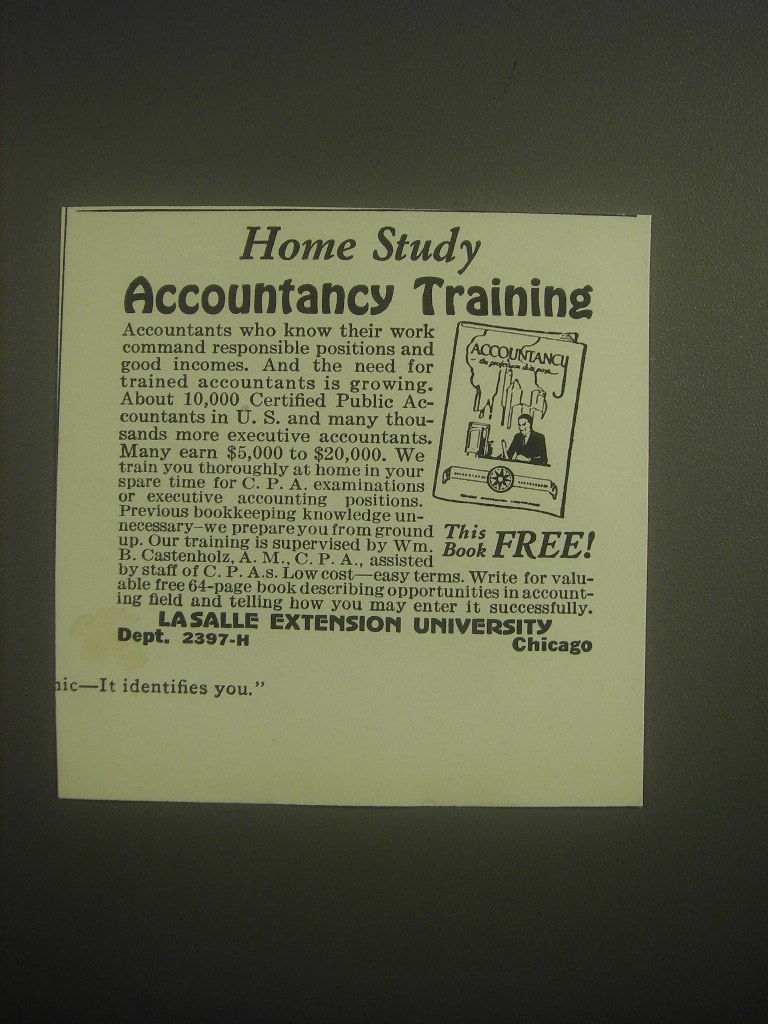 Home Study
Accountancy Training
Accountants who know their work
command responsible positions and
good incomes. And the need for
trained accountants is growing.
About 10,000 Certified Public Ac-
countants in U. S. and many thou-
sands more executive accountants.
Many earn $5,000 to $20,000. We
train you thoroughly at home in your
spare time for C. P. A. examinations
or executive accounting positions.
Previous bookkeeping knowledge un-
necessary—we prepare you from ground
up. Our training is supervised by Wm.
B. Castenholz, A. M., C. P. A., assisted
by staff of C. P. A.s. Low cost—easy terms. Write for valu-
able free 64-page book describing opportunities in account-
ing field and telling how you may enter it successfully.
ACCOUNTANCY
the profession that pays
This
Book FREE!
LASALLE EXTENSION UNIVERSITY
Dept. 2397-H Chicago
nic—It identifies you.”